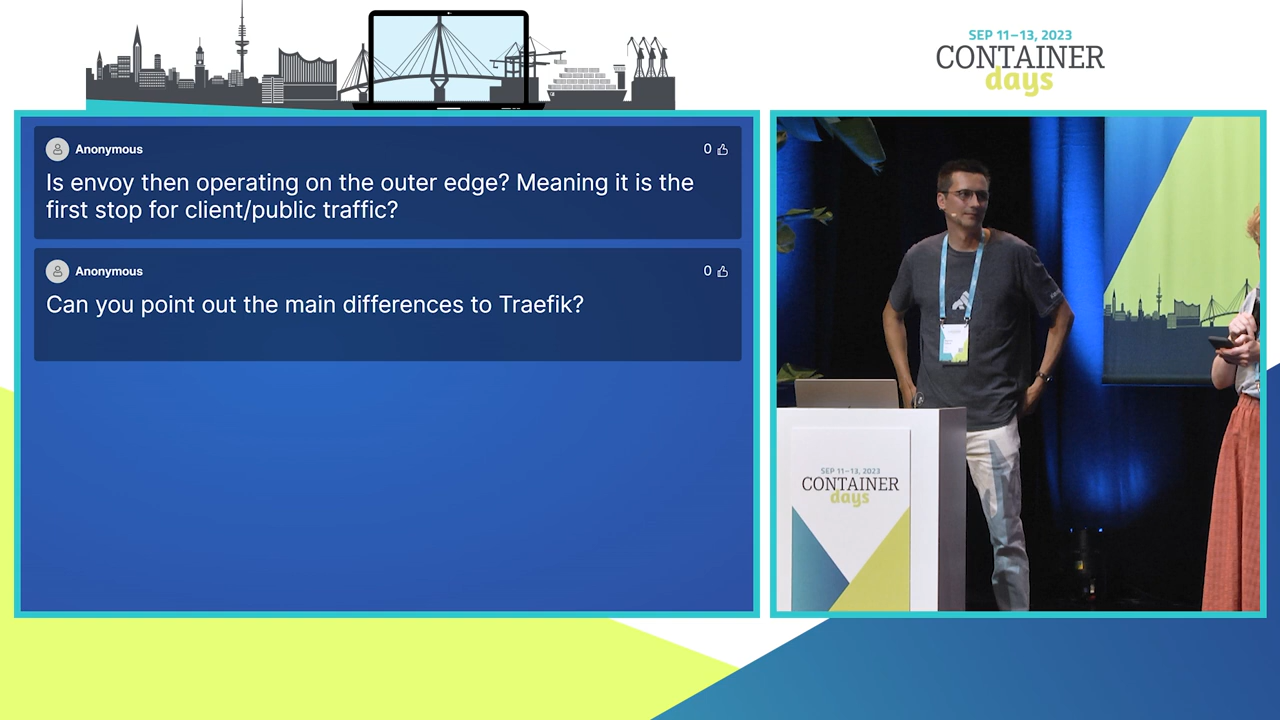 SEP 11–13, 2023
CONTAINER
days
Anonymous
0
Is envoy then operating on the outer edge? Meaning it is the
first stop for client/public traffic?
Anonymous
0
Can you point out the main differences to Traefik?
SEP 11–13, 2023
CONTAINER
days